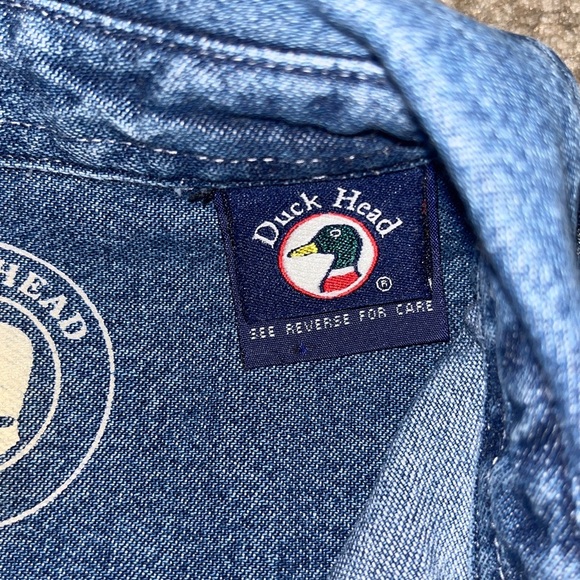 Duck Head
®
SEE REVERSE FOR CARE
HEAD